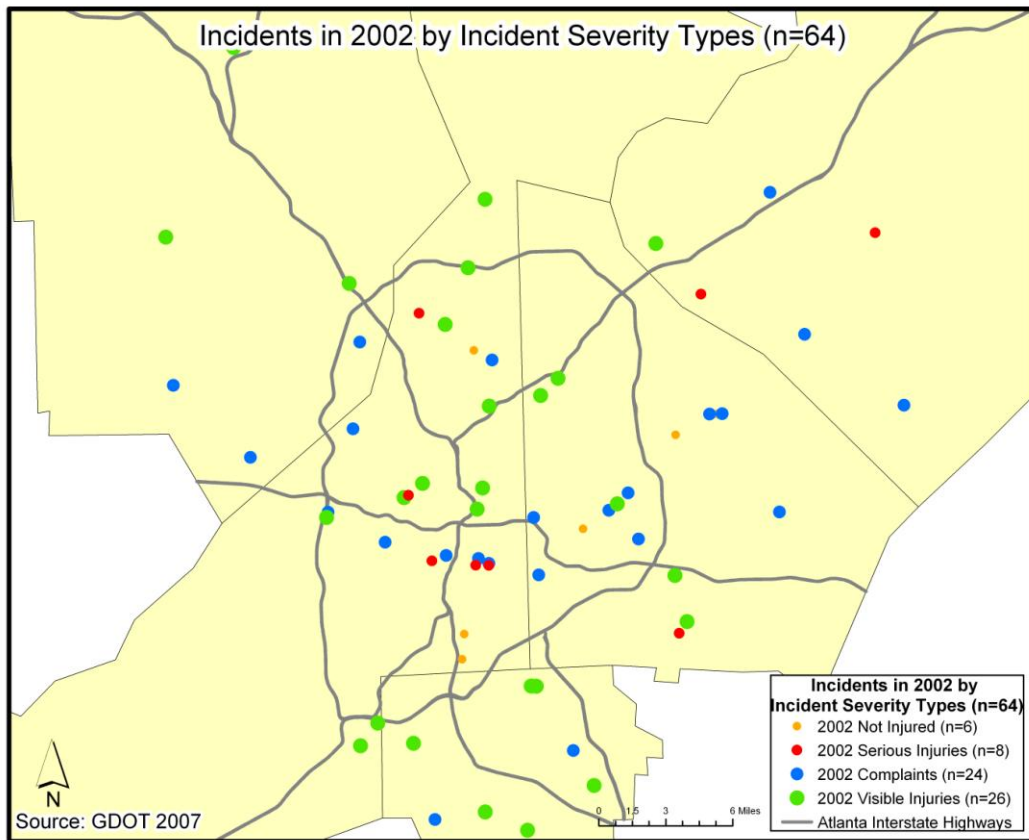 Incidents in 2002 by Incident Severity Types (n=64)
Incidents in 2002 by
Incident Severity Types (n=64)
2002 Not Injured (n=6)
2002 Serious Injuries (n=8)
2002 Complaints (n=24)
2002 Visible Injuries (n=26)
Atlanta Interstate Highways
N
0 1.5 3 6 Miles
Source: GDOT 2007